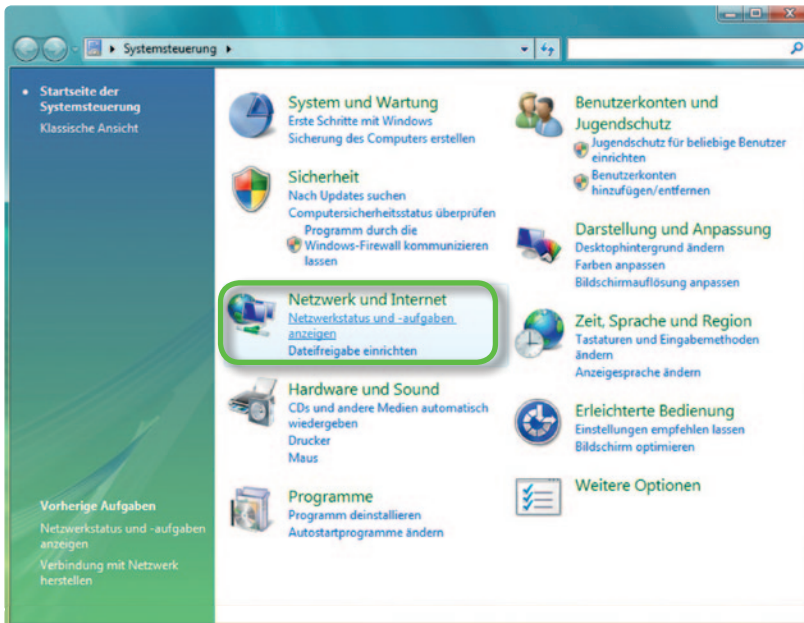 Systemsteuerung
Startseite der
Systemsteuerung
Klassische Ansicht
System und Wartung
Erste Schritte mit Windows
Sicherung des Computers erstellen
Sicherheit
Nach Updates suchen
Computersicherheitsstatus überprüfen
Programm durch die
Windows-Firewall kommunizieren
lassen
Netzwerk und Internet
Netzwerkstatus und -aufgaben
anzeigen
Dateifreigabe einrichten
Hardware und Sound
CDs und andere Medien automatisch
wiedergeben
Drucker
Maus
Programme
Programm deinstallieren
Autostartprogramme ändern
Benutzerkonten und
Jugendschutz
Jugendschutz für beliebige Benutzer
einrichten
Benutzerkonten
hinzufügen/entfernen
Darstellung und Anpassung
Desktophintergrund ändern
Farben anpassen
Bildschirmauflösung anpassen
Zeit, Sprache und Region
Tastaturen und Eingabemethoden
ändern
Anzeigesprache ändern
Erleichterte Bedienung
Einstellungen empfehlen lassen
Bildschirm optimieren
Weitere Optionen
Vorherige Aufgaben
Netzwerkstatus und -aufgaben
anzeigen
Verbindung mit Netzwerk
herstellen